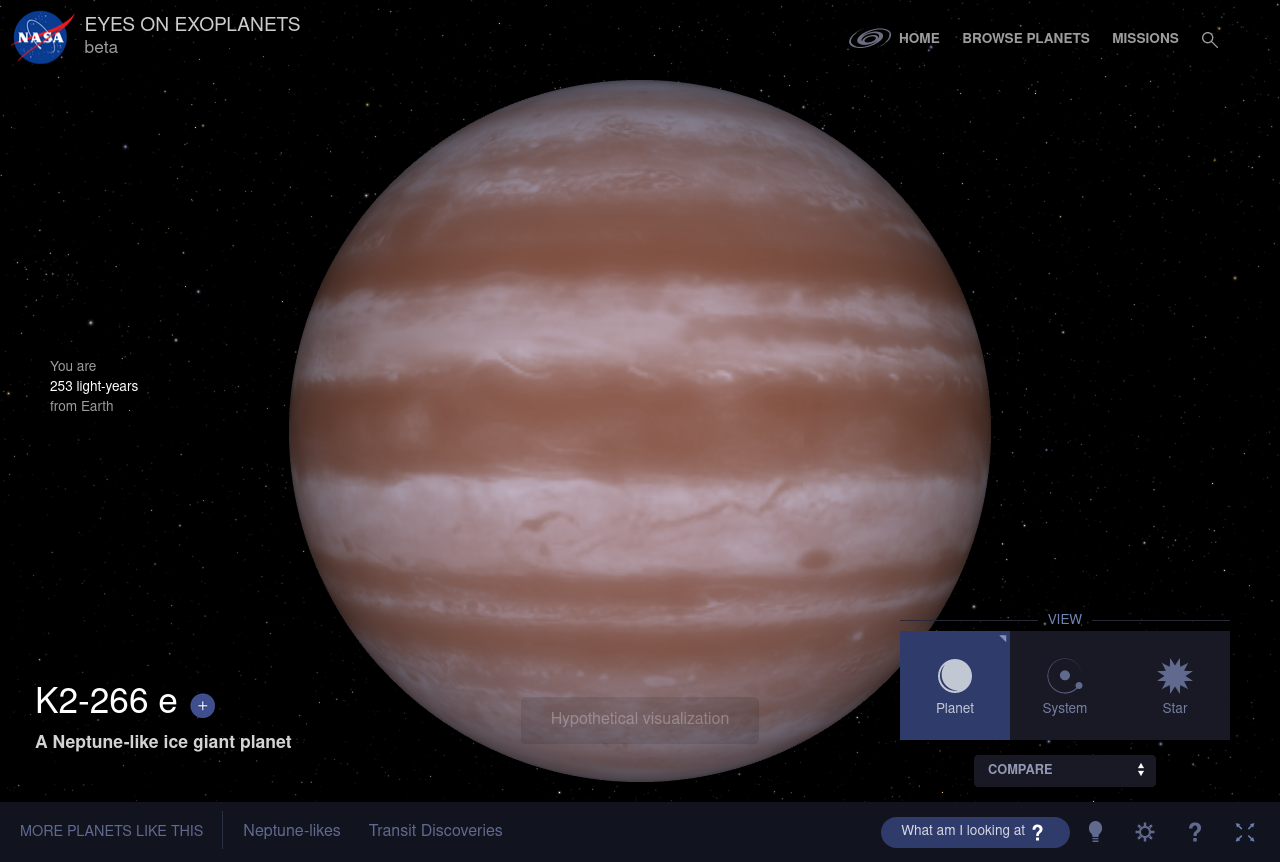 NASA
EYES ON EXOPLANETS
beta
HOME
BROWSE PLANETS
MISSIONS
You are
253 light-years
from Earth
VIEW
Planet
System
Star
K2-266 e +
A Neptune-like ice giant planet
Hypothetical visualization
COMPARE
MORE PLANETS LIKE THIS
Neptune-likes
Transit Discoveries
What am I looking at ?
?